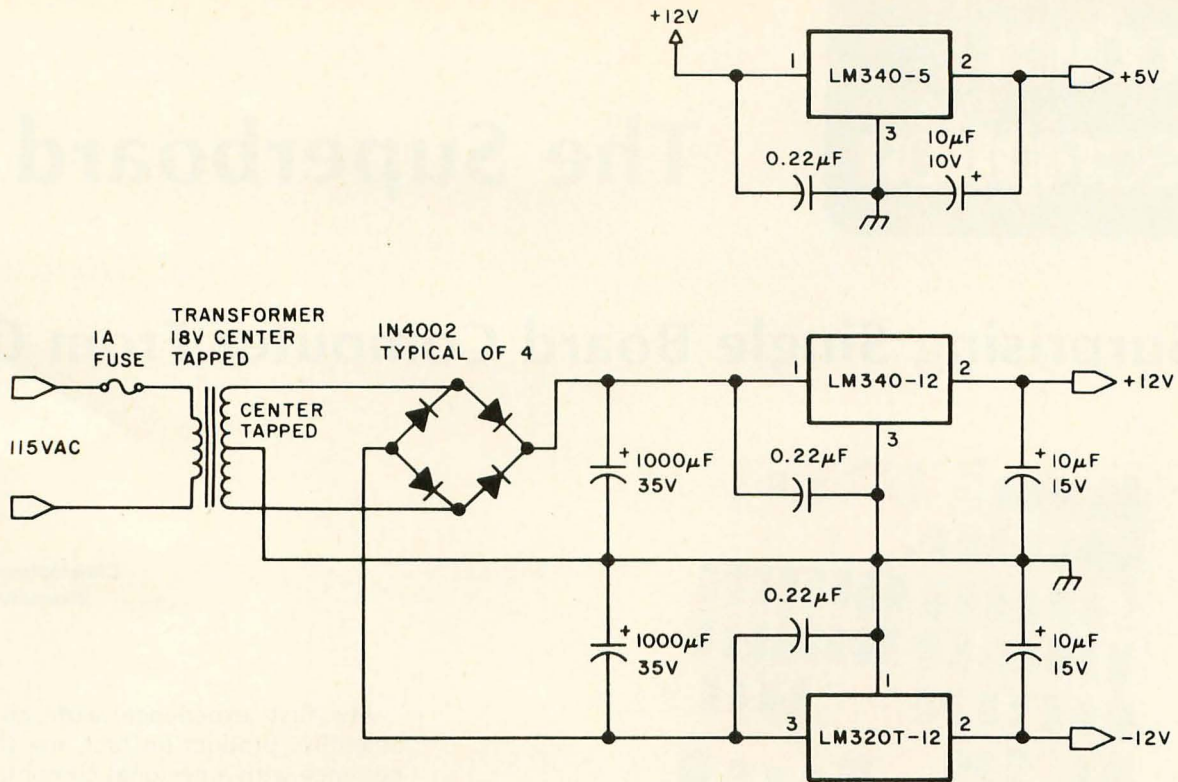 +12V
1
LM340-5
2
+5V
3
0.22µF
10µF
10V
+
The Superboard
1A
FUSE
TRANSFORMER
18V CENTER
TAPPED
1N4002
TYPICAL OF 4
115VAC
CENTER
TAPPED
+ 1000µF
35V
1
LM340-12
2
+12V
3
0.22µF
+ 10µF
15V
0.22µF
+ 1000µF
35V
1
3
LM320T-12
2
-12V
+ 10µF
15V